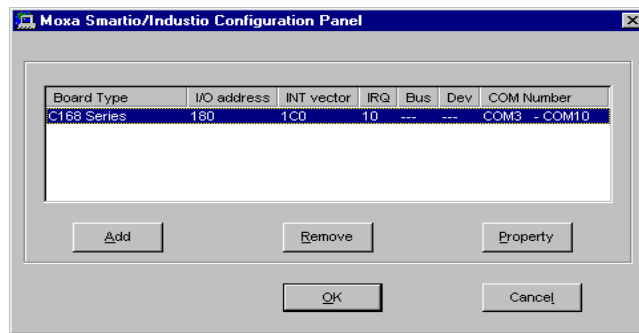 Moxa Smartio/Industio Configuration Panel
Board Type I/O address INT vector IRQ Bus Dev COM Number
C168 Series 180 1C0 10 --- --- COM3 - COM10
Add Remove Property
OK Cancel